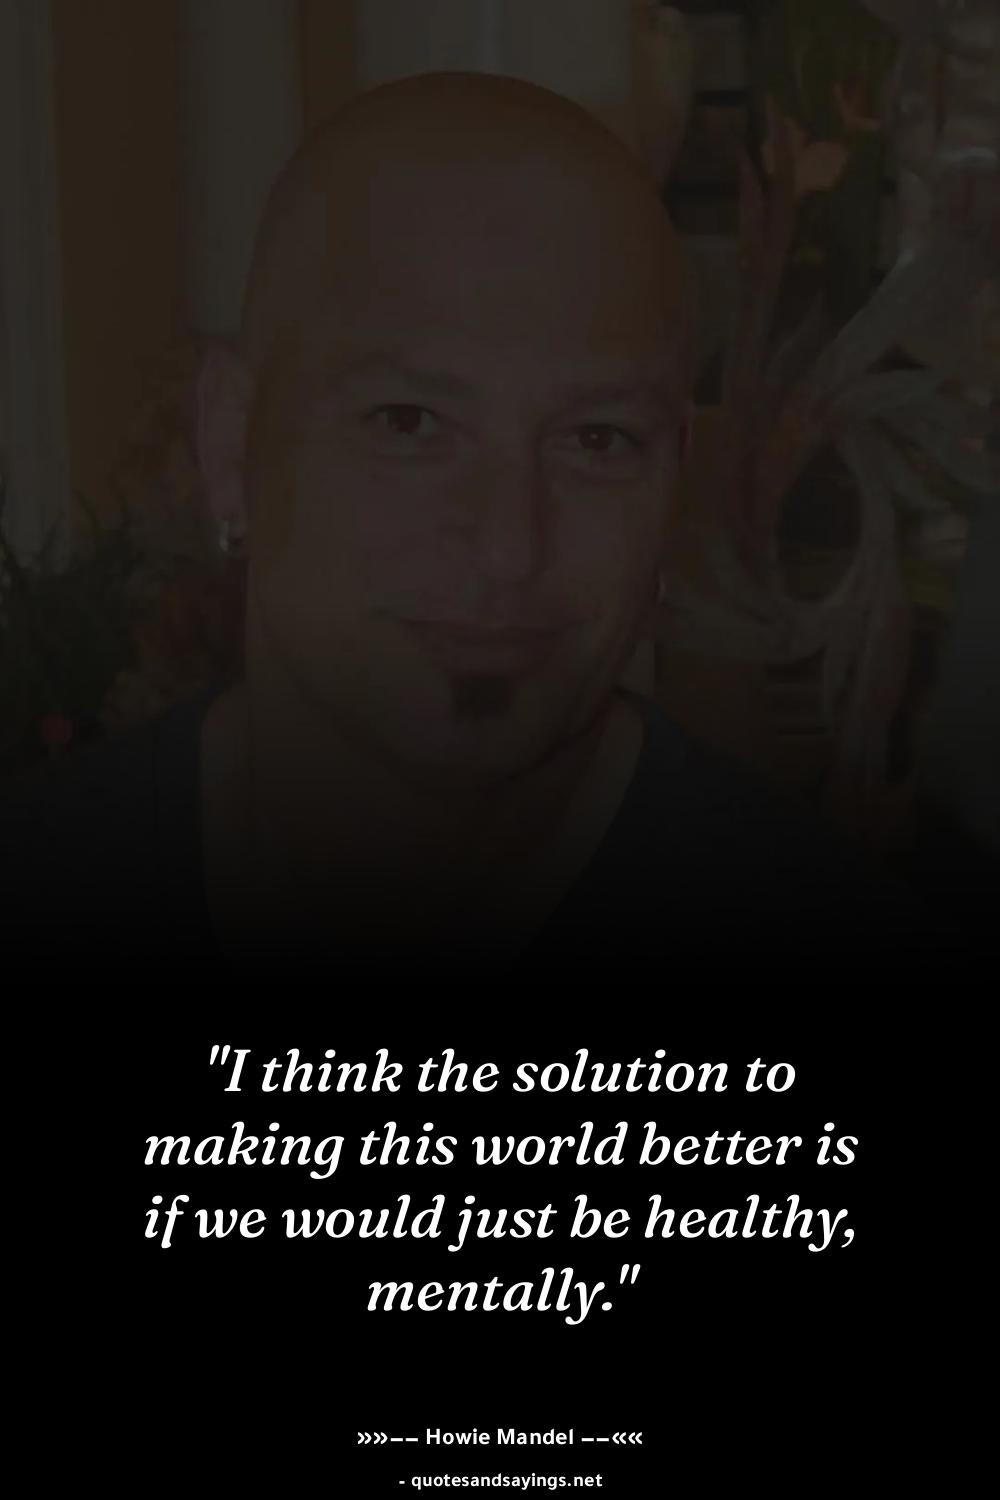 "I think the solution to
making this world better is
if we would just be healthy,
mentally."
»»−− Howie Mandel −−««
- quotesandsayings.net